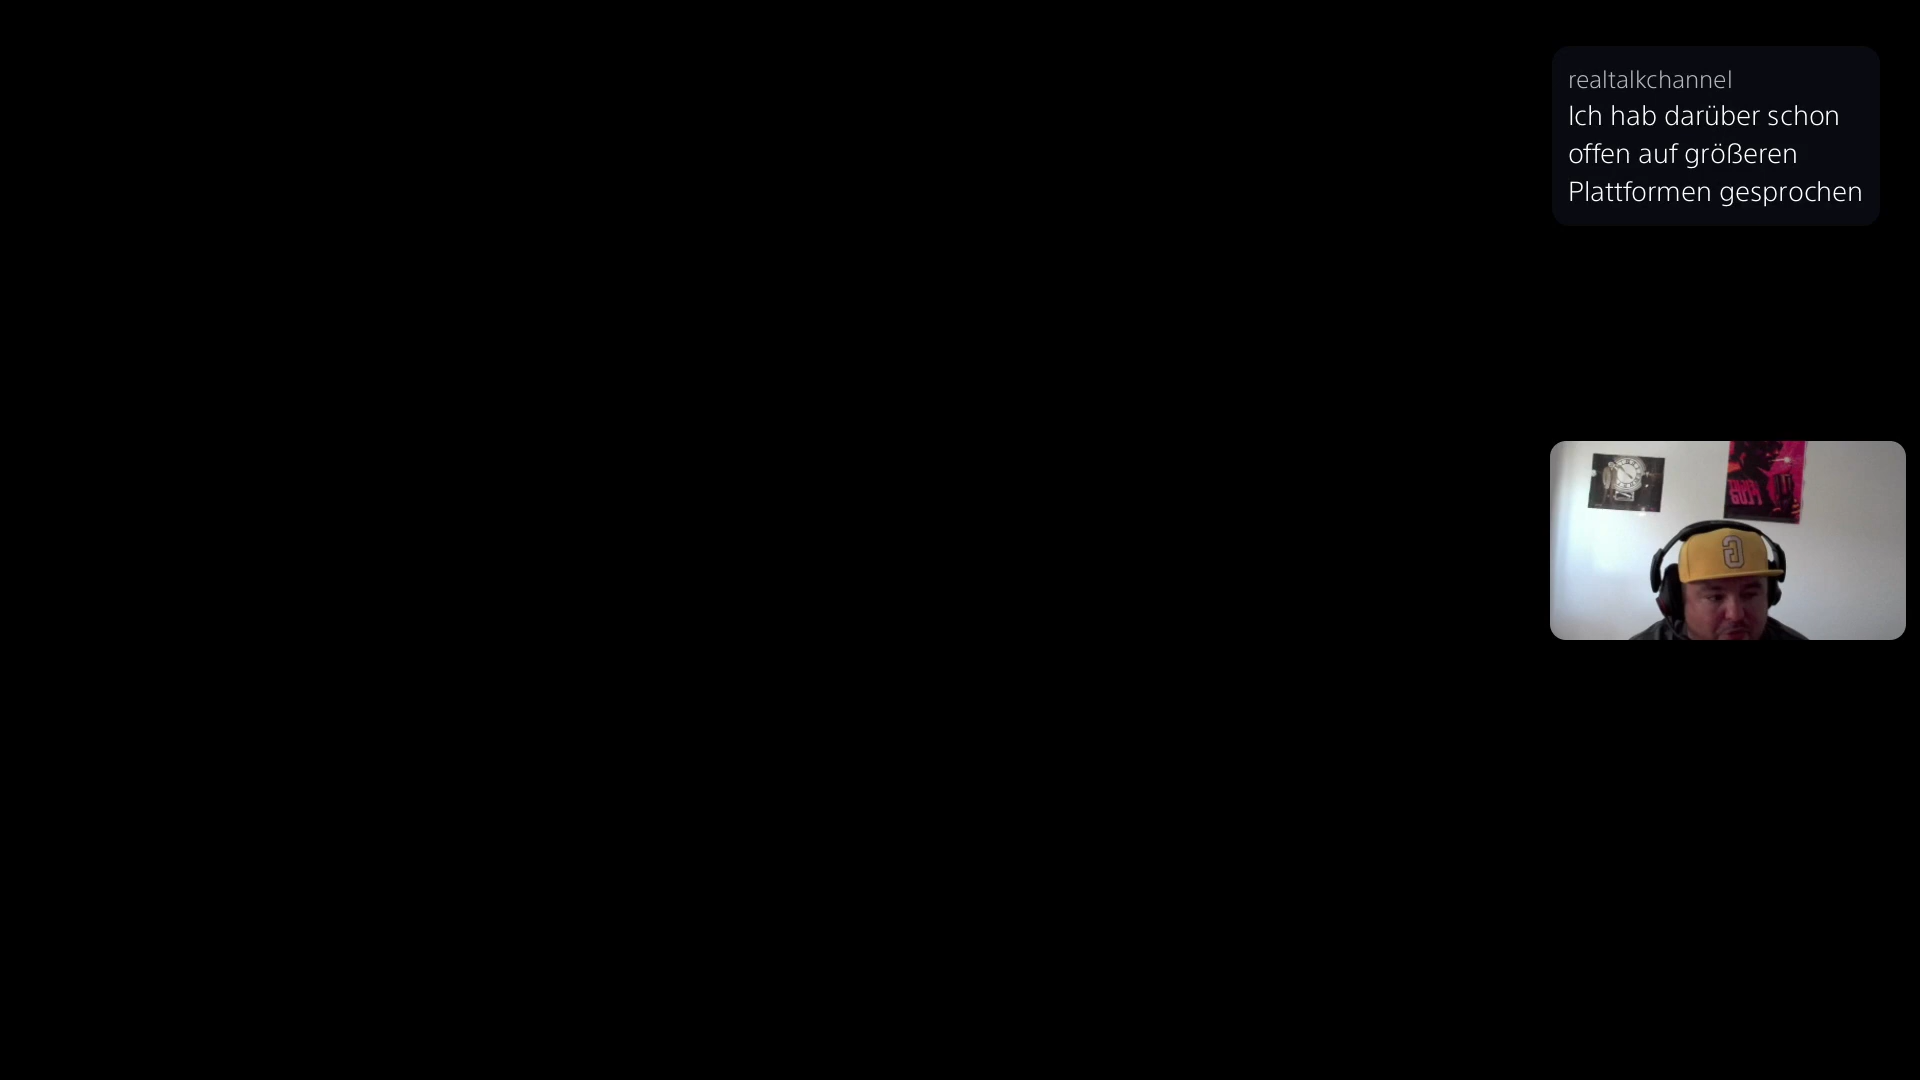 realtalkchannel
Ich hab darüber schon
offen auf größeren
Plattformen gesprochen
G